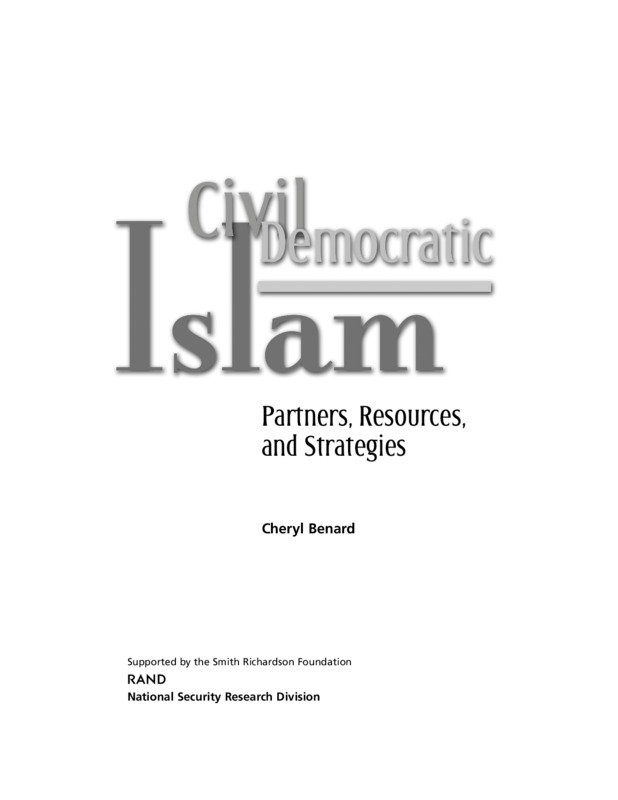 Civil
Democratic
Islam
Partners, Resources,
and Strategies
Cheryl Benard
Supported by the Smith Richardson Foundation
RAND
National Security Research Division